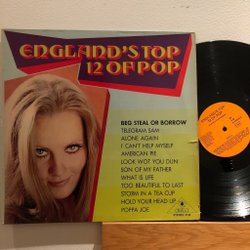 ENGLAND'S TOP
12 OF POP
BEG STEAL OR BORROW
TELEGRAM SAM
ALONE AGAIN
I CAN'T HELP MYSELF
AMERICAN PIE
LOOK WOT YOU DUN
SON OF MY FATHER
WHAT IS LIFE
TOO BEAUTIFUL TO LAST
STORM IN A TEA CUP
HOLD YOUR HEAD UP
POPPA JOE